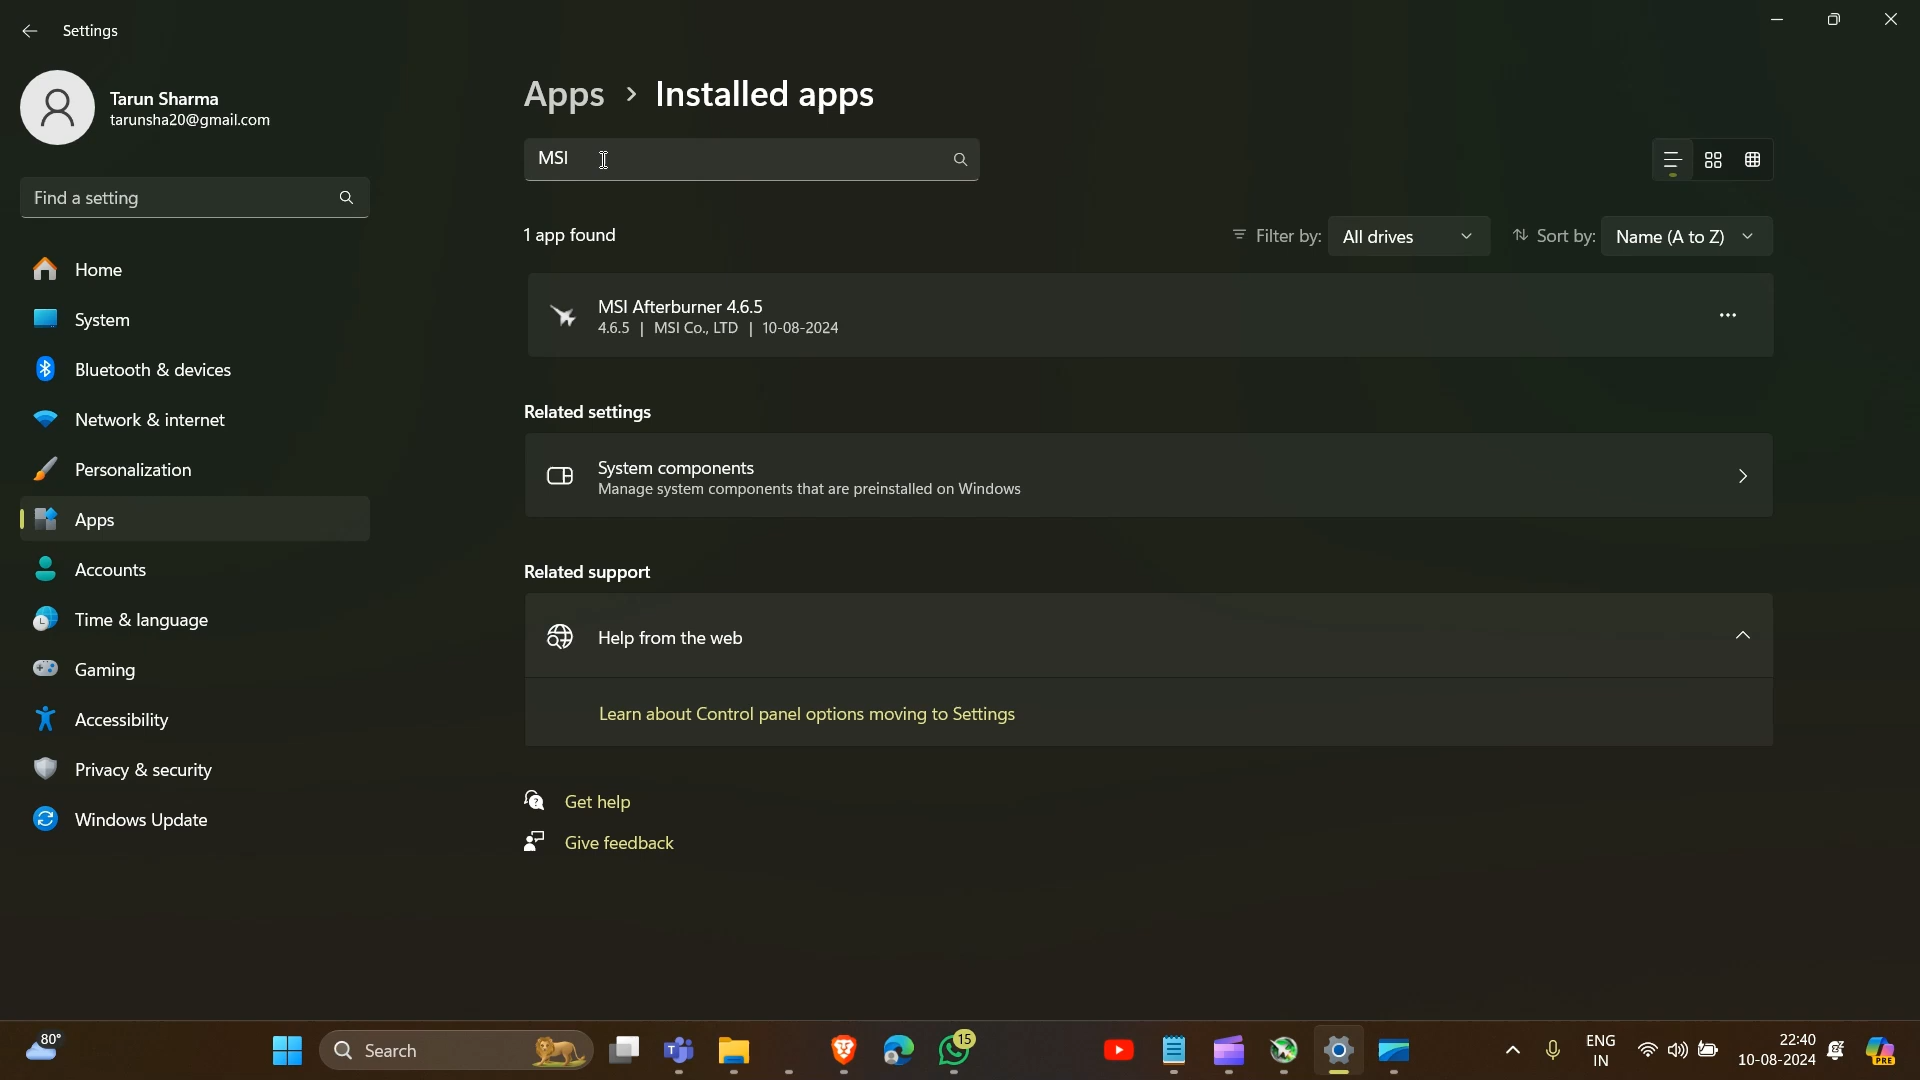 Settings
Tarun Sharma
tarunsha20@gmail.com
Find a setting
Home
System
Bluetooth & devices
Network & internet
Personalization
Apps
Accounts
Time & language
Gaming
Accessibility
Privacy & security
Windows Update
Apps > Installed apps
MSI
1 app found
Filter by: All drives
Sort by: Name (A to Z)
MSI Afterburner 4.6.5
4.6.5 | MSI Co., LTD | 10-08-2024
Related settings
System components
Manage system components that are preinstalled on Windows
Related support
Help from the web
Learn about Control panel options moving to Settings
Get help
Give feedback
80°
Search
15
ENG
IN
22:40
10-08-2024
PRE